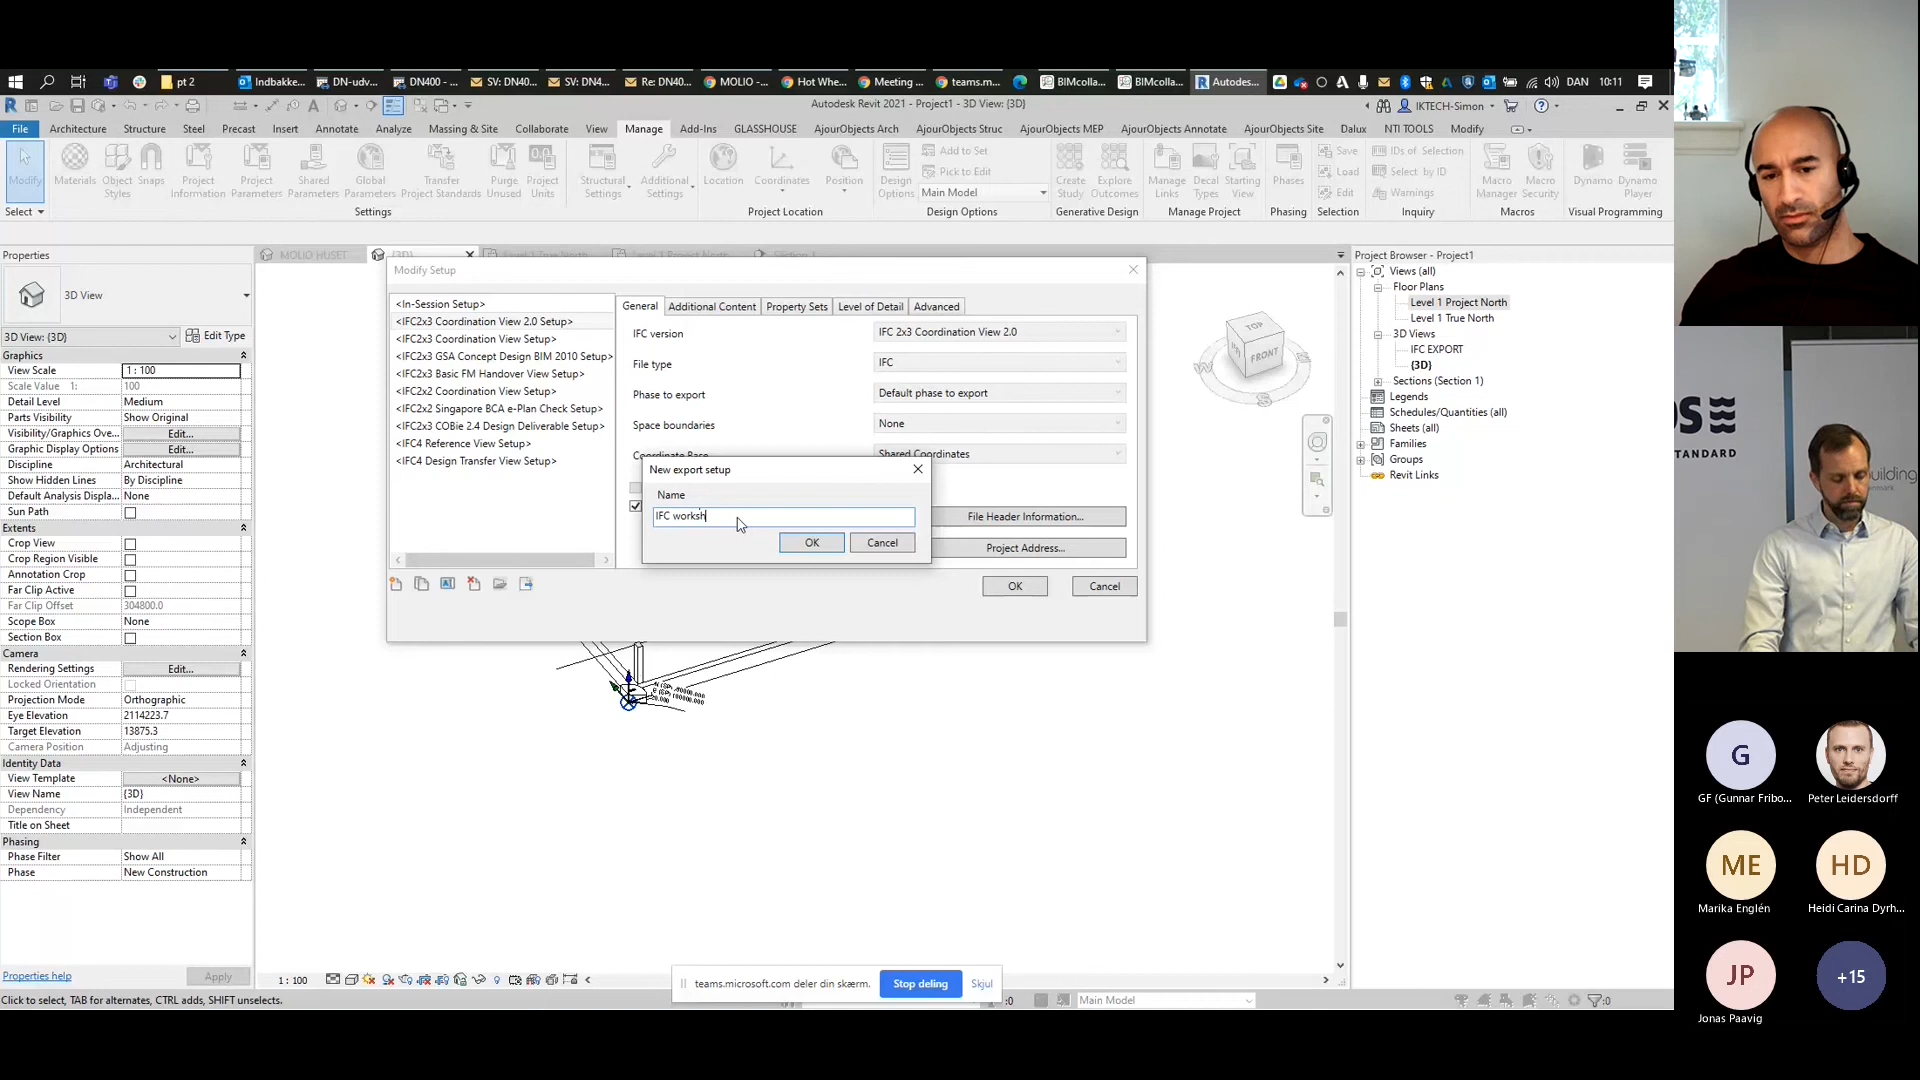 pt 2
Indbakke...
DN-udv...
DN400 - ...
SV: DN40...
SV: DN4...
Re: DN40...
MOLIO -...
Hot Whe...
Meeting ...
teams.m...
BIMcolla...
BIMcolla...
Autodes...
DAN
10:11
Autodesk Revit 2021 - Project1 - 3D View: {3D}
IKTECH-Simon
File
Architecture
Structure
Steel
Precast
Insert
Annotate
Analyze
Massing & Site
Collaborate
View
Manage
Add-Ins
GLASSHOUSE
AjourObjects Arch
AjourObjects Struc
AjourObjects MEP
AjourObjects Annotate
AjourObjects Site
Dalux
NTI TOOLS
Modify
Modify
Materials
Object Styles
Snaps
Project Information
Project Parameters
Shared Parameters
Global Parameters
Transfer Project Standards
Purge Unused
Project Units
Structural Settings
Additional Settings
Location
Coordinates
Position
Design Options
Add to Set
Pick to Edit
Main Model
Create Study
Explore Outcomes
Manage Links
Decal Types
Starting View
Phases
Save
Load
Edit
IDs of Selection
Select by ID
Warnings
Macro Manager
Macro Security
Dynamo
Dynamo Player
Select
Settings
Project Location
Design Options
Generative Design
Manage Project
Phasing
Selection
Inquiry
Macros
Visual Programming
Properties
3D View
3D View: {3D}
Edit Type
Graphics
View Scale
1 : 100
Scale Value 1:
100
Detail Level
Medium
Parts Visibility
Show Original
Visibility/Graphics Ove...
Edit...
Graphic Display Options
Edit...
Discipline
Architectural
Show Hidden Lines
By Discipline
Default Analysis Displa...
None
Sun Path
Extents
Crop View
Crop Region Visible
Annotation Crop
Far Clip Active
Far Clip Offset
304800.0
Scope Box
None
Section Box
Camera
Rendering Settings
Edit...
Locked Orientation
Projection Mode
Orthographic
Eye Elevation
2114223.7
Target Elevation
13875.3
Camera Position
Adjusting
Identity Data
View Template
<None>
View Name
{3D}
Dependency
Independent
Title on Sheet
Phasing
Phase Filter
Show All
Phase
New Construction
Properties help
Apply
MOLIO HUSET
{3D}
Modify Setup
<In-Session Setup>
<IFC2x3 Coordination View 2.0 Setup>
<IFC2x3 Coordination View Setup>
<IFC2x3 GSA Concept Design BIM 2010 Setup>
<IFC2x3 Basic FM Handover View Setup>
<IFC2x2 Coordination View Setup>
<IFC2x2 Singapore BCA e-Plan Check Setup>
<IFC2x3 COBie 2.4 Design Deliverable Setup>
<IFC4 Reference View Setup>
<IFC4 Design Transfer View Setup>
General
Additional Content
Property Sets
Level of Detail
Advanced
IFC version
IFC 2x3 Coordination View 2.0
File type
IFC
Phase to export
Default phase to export
Space boundaries
None
Coordinate Base
Shared Coordinates
New export setup
Name
IFC worksh
OK
Cancel
File Header Information...
Project Address...
OK
Cancel
TOP
FRONT
W
S
Project Browser - Project1
Views (all)
Floor Plans
Level 1 Project North
Level 1 True North
3D Views
IFC EXPORT
{3D}
Sections (Section 1)
Legends
Schedules/Quantities (all)
Sheets (all)
Families
Groups
Revit Links
1 : 100
teams.microsoft.com deler din skærm.
Stop deling
Skjul
Click to select, TAB for alternates, CTRL adds, SHIFT unselects.
:0
Main Model
:0
TANDARD
uilding
G
GF (Gunnar Fribo...
Peter Leidersdorff
ME
Marika Englén
HD
Heidi Carina Dyrh...
JP
Jonas Paavig
+15